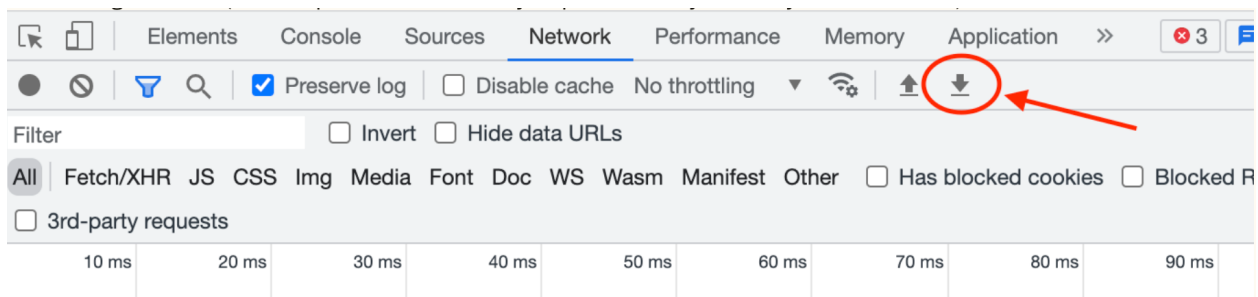 Elements Console Sources Network Performance Memory Application >> 3
Preserve log Disable cache No throttling
Filter Invert Hide data URLs
All Fetch/XHR JS CSS Img Media Font Doc WS Wasm Manifest Other Has blocked cookies Blocked R
3rd-party requests
10 ms 20 ms 30 ms 40 ms 50 ms 60 ms 70 ms 80 ms 90 ms